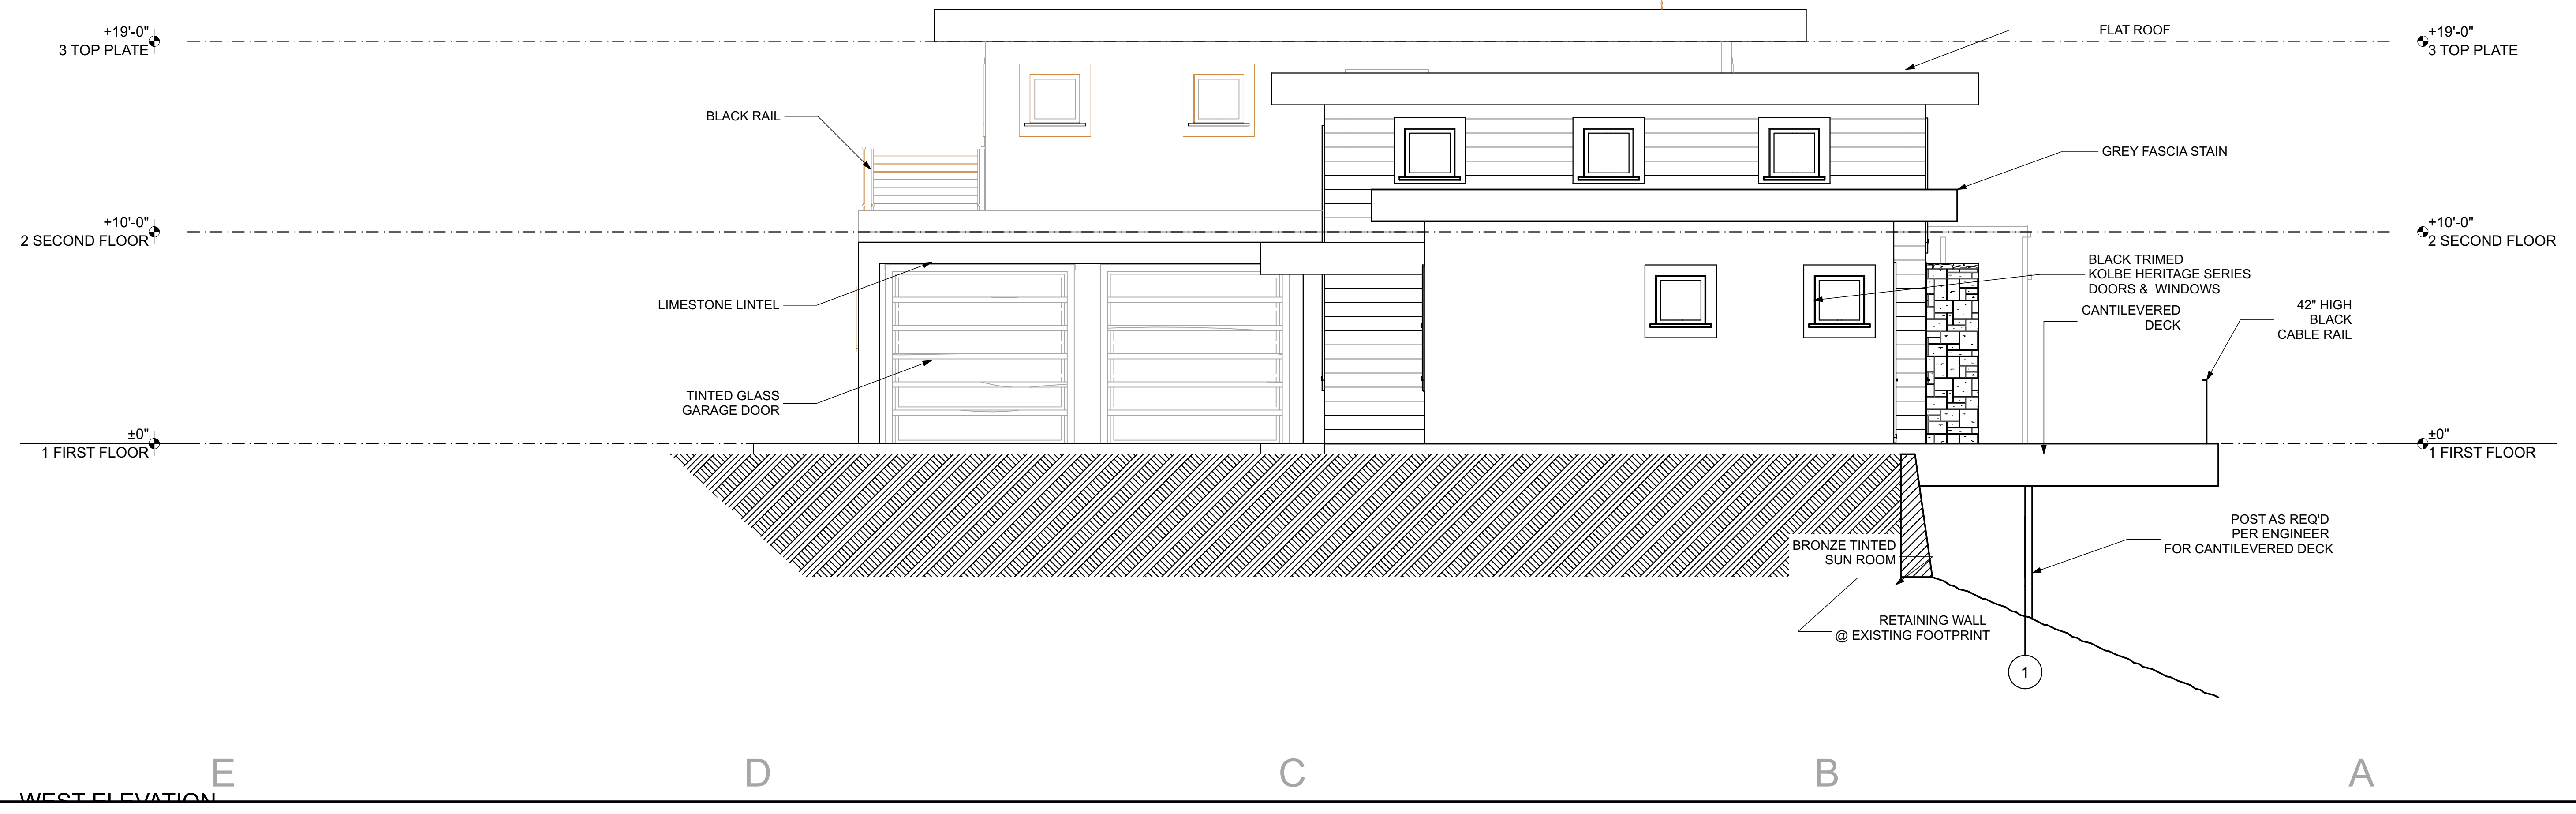 +19'-0"
3 TOP PLATE
FLAT ROOF
+19'-0"
3 TOP PLATE
BLACK RAIL
GREY FASCIA STAIN
+10'-0"
2 SECOND FLOOR
+10'-0"
2 SECOND FLOOR
BLACK TRIMED
KOLBE HERITAGE SERIES
DOORS & WINDOWS
LIMESTONE LINTEL
CANTILEVERED
DECK
42" HIGH
BLACK
CABLE RAIL
TINTED GLASS
GARAGE DOOR
±0"
1 FIRST FLOOR
±0"
1 FIRST FLOOR
BRONZE TINTED
SUN ROOM
POST AS REQ'D
PER ENGINEER
FOR CANTILEVERED DECK
RETAINING WALL
@ EXISTING FOOTPRINT
1
E
D
C
B
A
WEST ELEVATION